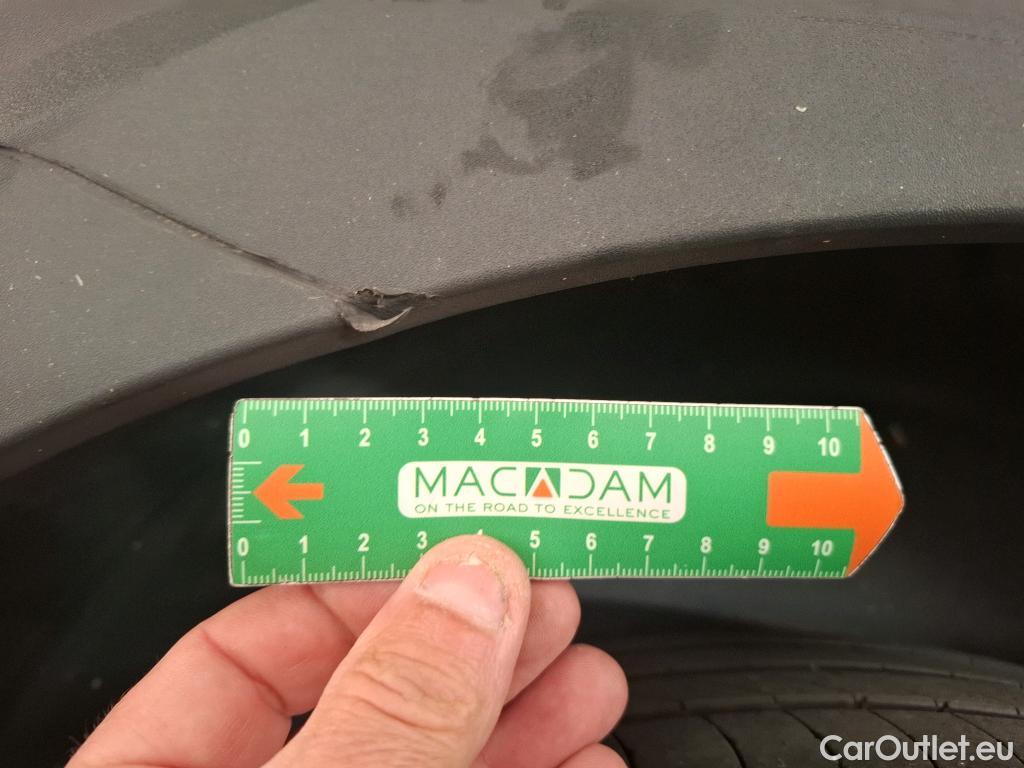 0 1 2 3 4 5 6 7 8 9 10
MACADAM
ON THE ROAD TO EXCELLENCE
0 1 2 3 4 5 6 7 8 9 10
CarOutlet.eu